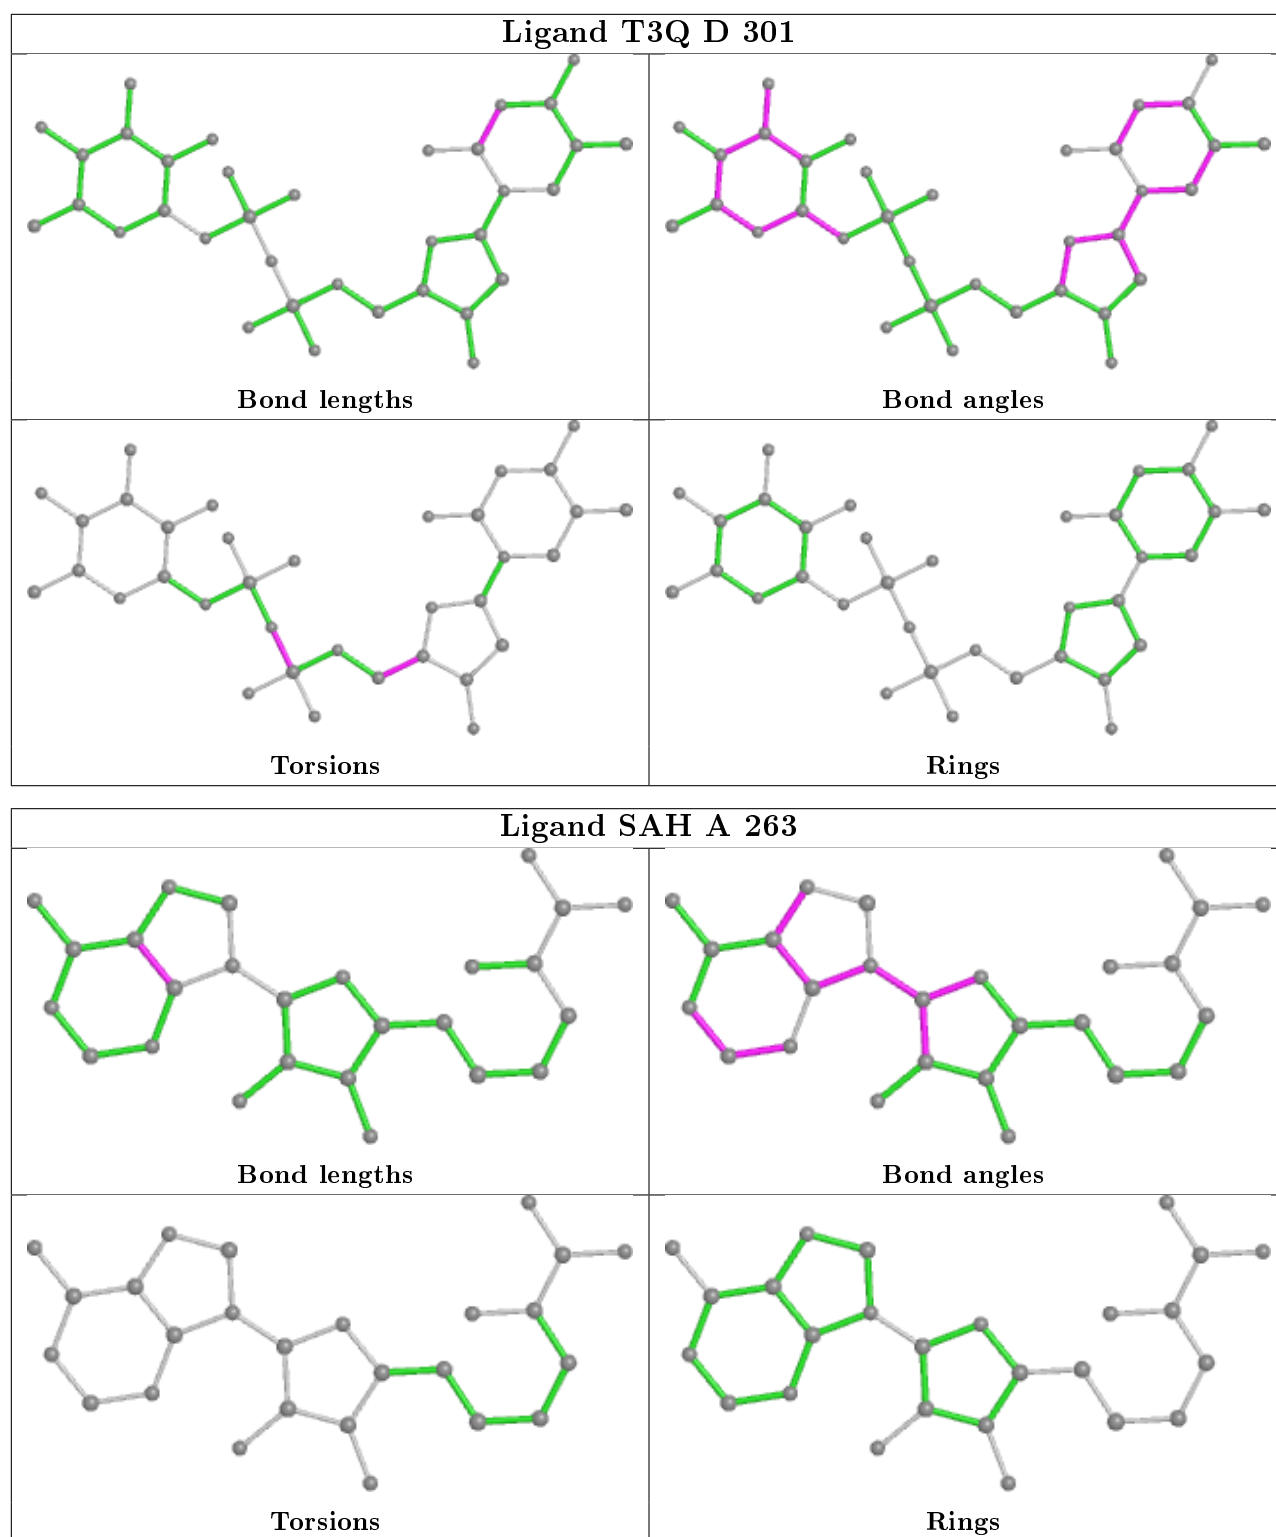 Ligand T3Q D 301
Bond lengths
Bond angles
Torsions
Rings
Ligand SAH A 263
Bond lengths
Bond angles
Torsions
Rings